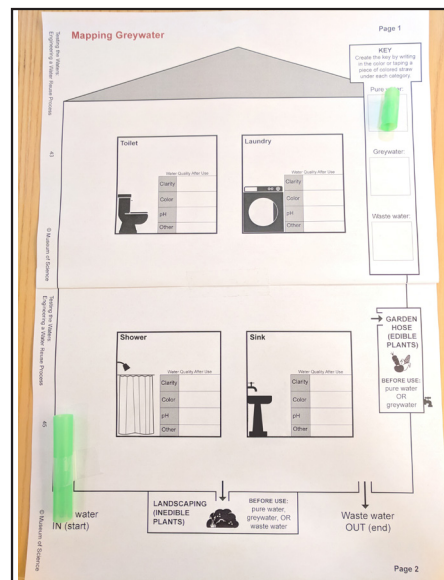 Mapping Greywater
Page 1
Testing the Waters
Engineering a Water Reuse Process
43
© Museum of Science
KEY
Create the key by writing
in the color or taping a
piece of colored straw
under each category
Pure
Greywater:
Waste water:
Toilet
Water Quality After Use
Clarity
Color
pH
Other
Laundry
Water Quality After Use
Clarity
Color
pH
Other
Testing the Waters
Engineering a Water Reuse Process
45
© Museum of Science
Shower
Water Quality After Use
Clarity
Color
pH
Other
Sink
Water Quality After Use
Clarity
Color
pH
Other
GARDEN
HOSE
(EDIBLE
PLANTS)
BEFORE USE:
pure water
OR
greywater
water
IN (start)
LANDSCAPING
(INEDIBLE
PLANTS)
BEFORE USE:
pure water,
greywater, OR
waste water
Waste water
OUT (end)
Page 2